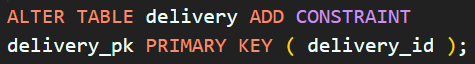 ALTER TABLE delivery ADD CONSTRAINT
delivery_pk PRIMARY KEY ( delivery_id );